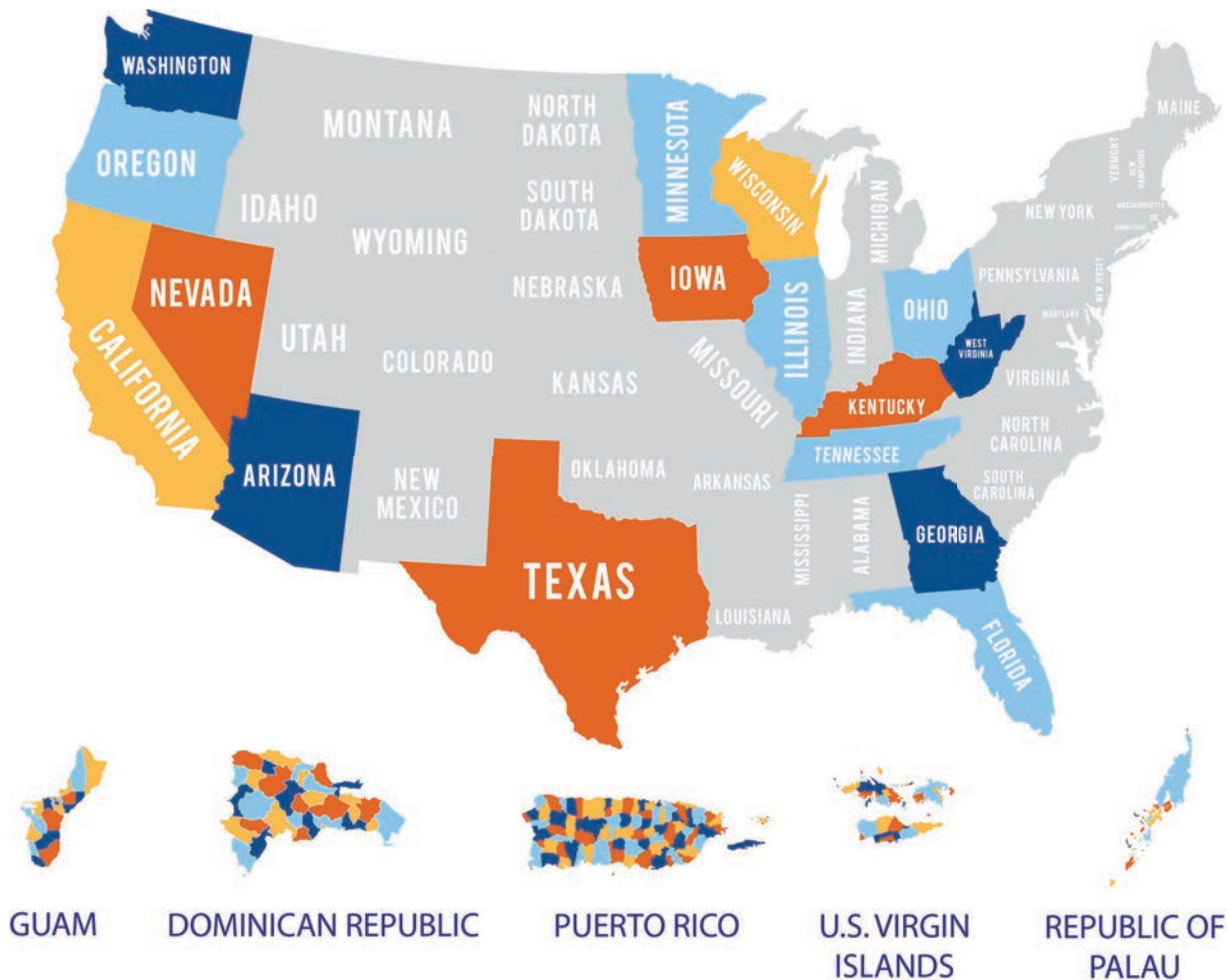 WASHINGTON
MONTANA
NORTH
DAKOTA
MINNESOTA
MAINE
OREGON
IDAHO
SOUTH
DAKOTA
WISCONSIN
MICHIGAN
VERMONT
NEW
HAMPSHIRE
NEW YORK
MASSACHUSETTS
WYOMING
NEVADA
NEBRASKA
IOWA
PENNSYLVANIA
NEW JERSEY
CALIFORNIA
UTAH
COLORADO
ILLINOIS
INDIANA
OHIO
MARYLAND
WEST
VIRGINIA
VIRGINIA
KANSAS
MISSOURI
KENTUCKY
NORTH
CAROLINA
TENNESSEE
ARIZONA
NEW
MEXICO
OKLAHOMA
ARKANSAS
SOUTH
CAROLINA
MISSISSIPPI
ALABAMA
GEORGIA
TEXAS
LOUISIANA
FLORIDA
GUAM
DOMINICAN REPUBLIC
PUERTO RICO
U.S. VIRGIN
ISLANDS
REPUBLIC OF
PALAU